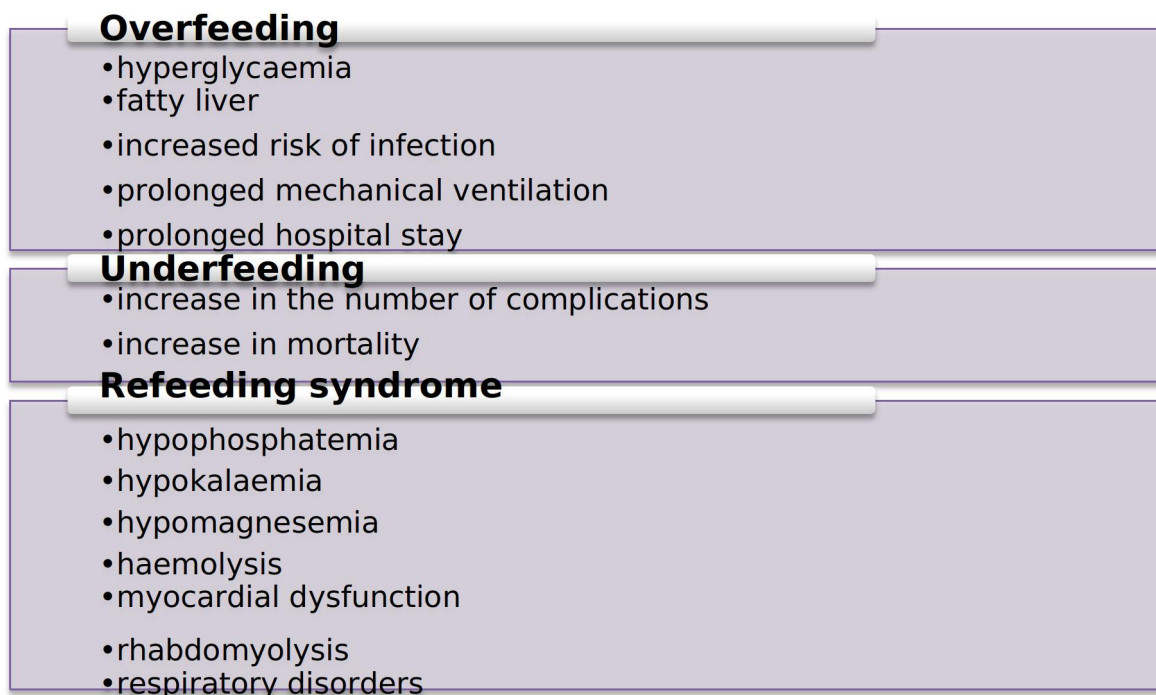 Overfeeding
•hyperglycaemia
•fatty liver
•increased risk of infection
•prolonged mechanical ventilation
•prolonged hospital stay
Underfeeding
•increase in the number of complications
•increase in mortality
Refeeding syndrome
•hypophosphatemia
•hypokalaemia
•hypomagnesemia
•haemolysis
•myocardial dysfunction
•rhabdomyolysis
•respiratory disorders